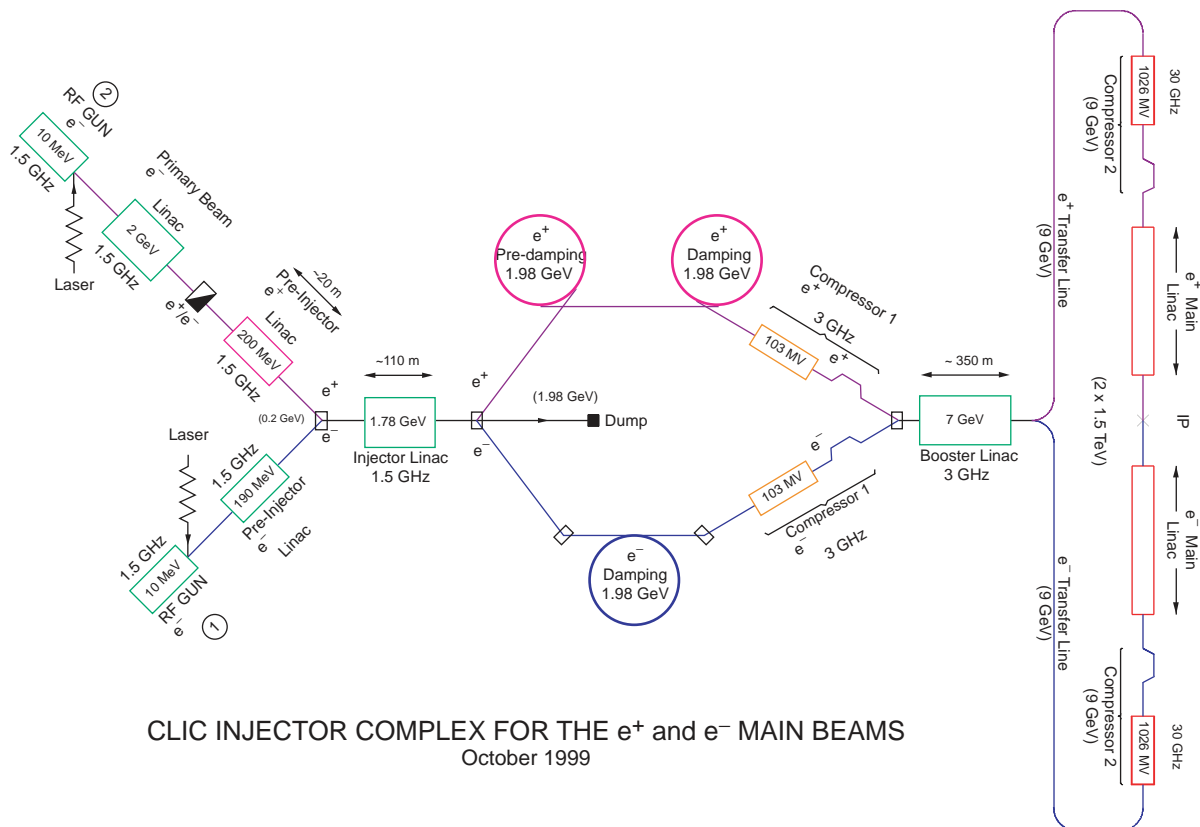 2
RF GUN
e–
10 MeV
1.5 GHz
Laser
Primary Beam
e–
Linac
2 GeV
1.5 GHz
e+/e–
~20 m
Pre-Injector
e+
Linac
200 MeV
1.5 GHz
e+
(0.2 GeV)
e–
Laser
1.5 GHz
190 MeV
Pre-Injector
e–
Linac
1.5 GHz
10 MeV
RF GUN
e–
1
~110 m
1.78 GeV
Injector Linac
1.5 GHz
e+
e–
(1.98 GeV)
Dump
e+
Pre-damping
1.98 GeV
e+
Damping
1.98 GeV
e–
Damping
1.98 GeV
Compressor 1
e+
3 GHz
103 MV
e+
e–
103 MV
Compressor 1
e–
3 GHz
~ 350 m
7 GeV
Booster Linac
3 GHz
e+ Transfer Line
(9 GeV)
e– Transfer Line
(9 GeV)
30 GHz
1026 MV
Compressor 2
(9 GeV)
e+ Main
Linac
(2 x 1.5 TeV)
IP
e– Main
Linac
Compressor 2
(9 GeV)
1026 MV
30 GHz
CLIC INJECTOR COMPLEX FOR THE e+ and e– MAIN BEAMS
October 1999